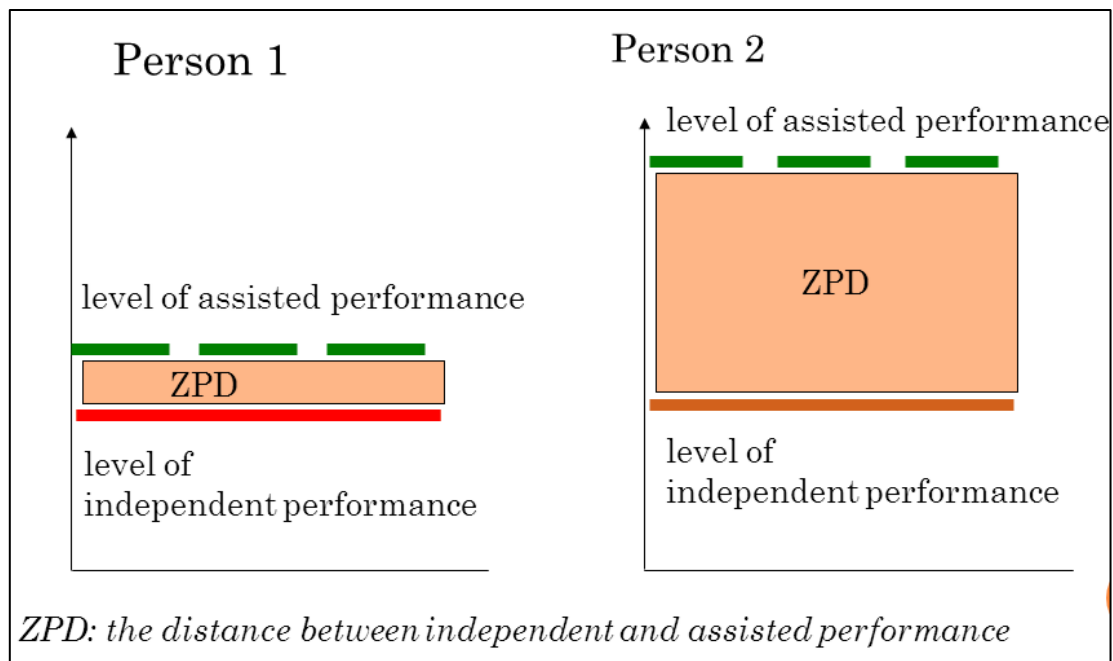 Person 1
level of assisted performance
ZPD
level of
independent performance
Person 2
level of assisted performance
ZPD
level of
independent performance
ZPD: the distance between independent and assisted performance